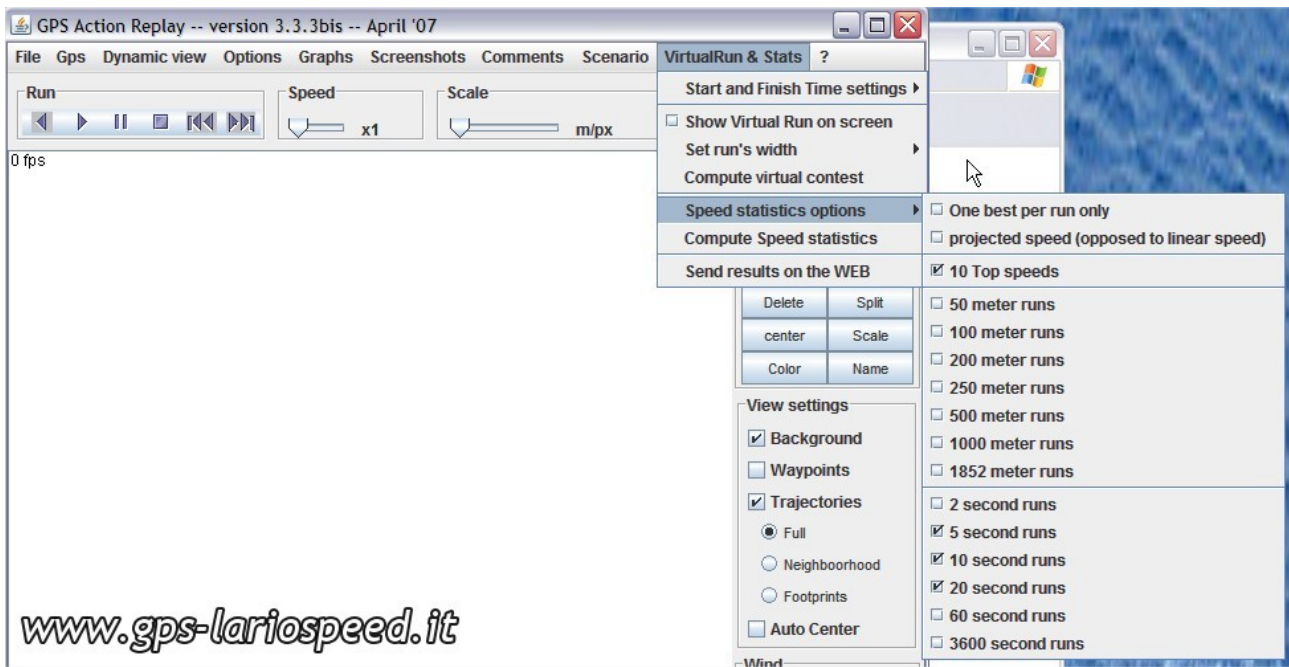 GPS Action Replay -- version 3.3.3bis -- April '07
File Gps Dynamic view Options Graphs Screenshots Comments Scenario VirtualRun & Stats ?
Run
Speed
x1
Scale
m/px
0 fps
Start and Finish Time settings
Show Virtual Run on screen
Set run's width
Compute virtual contest
Speed statistics options
Compute Speed statistics
Send results on the WEB
One best per run only
projected speed (opposed to linear speed)
10 Top speeds
50 meter runs
100 meter runs
200 meter runs
250 meter runs
500 meter runs
1000 meter runs
1852 meter runs
2 second runs
5 second runs
10 second runs
20 second runs
60 second runs
3600 second runs
Delete Split
center Scale
Color Name
View settings
Background
Waypoints
Trajectories
Full
Neighboorhood
Footprints
Auto Center
Wind
www.gps-lariospeed.it